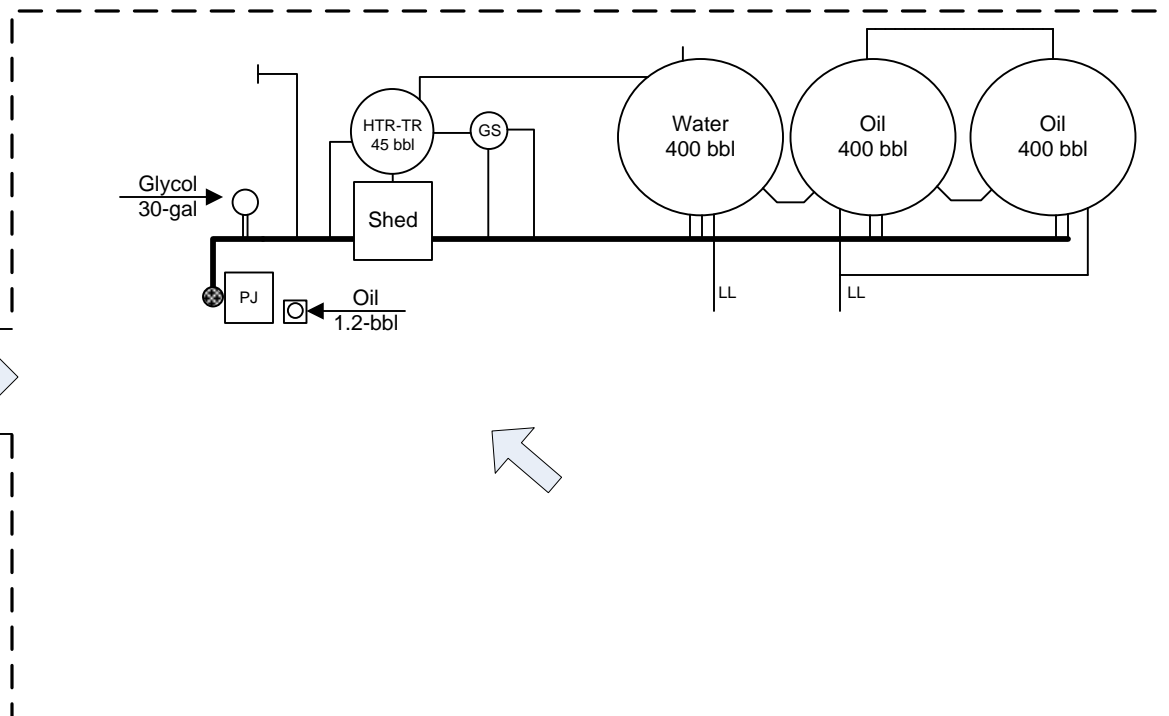 HTR-TR
45 bbl
GS
Water
400 bbl
Oil
400 bbl
Oil
400 bbl
Glycol
30-gal
Shed
PJ
Oil
1.2-bbl
LL
LL